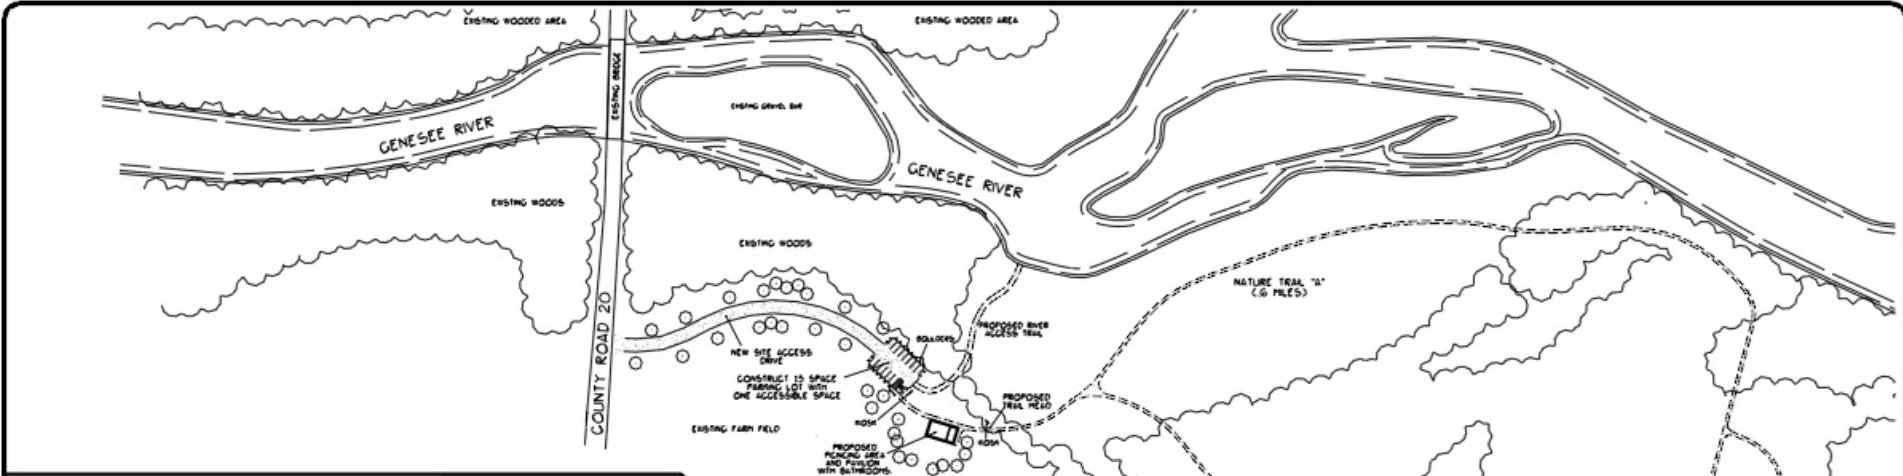 EXISTING WOODED AREA
EXISTING WOODED AREA
EXISTING BRIDGE
EXISTING GRAVEL BAR
GENESEE RIVER
GENESEE RIVER
EXISTING WOODS
EXISTING WOODS
NATURE TRAIL "A"
(.6 MILES)
COUNTY ROAD 20
PROPOSED RIVER
ACCESS TRAIL
BOULDERS
NEW SITE ACCESS
DRIVE
CONSTRUCT 15 SPACE
PARKING LOT WITH
ONE ACCESSIBLE SPACE
PROPOSED
TRAIL HEAD
KIOSK
EXISTING FARM FIELD
KIOSK
PROPOSED
PICNICING AREA
AND PAVILION
WITH BATHROOMS